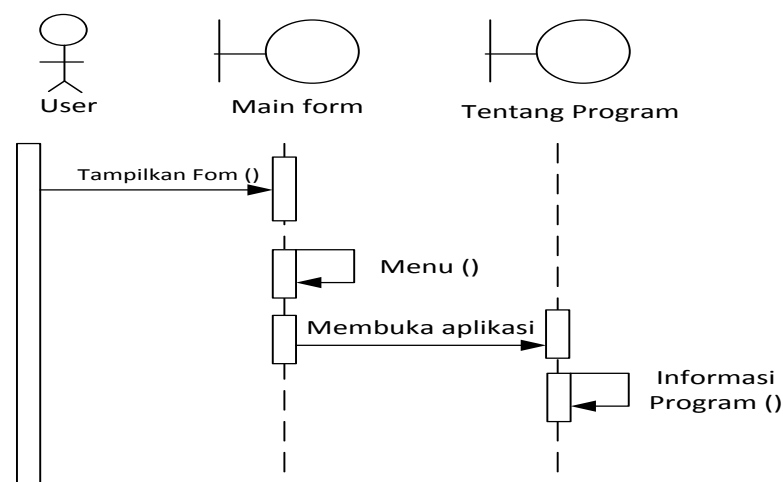 User
Main form
Tentang Program
Tampilkan Fom ()
Menu ()
Membuka aplikasi
Informasi
Program ()